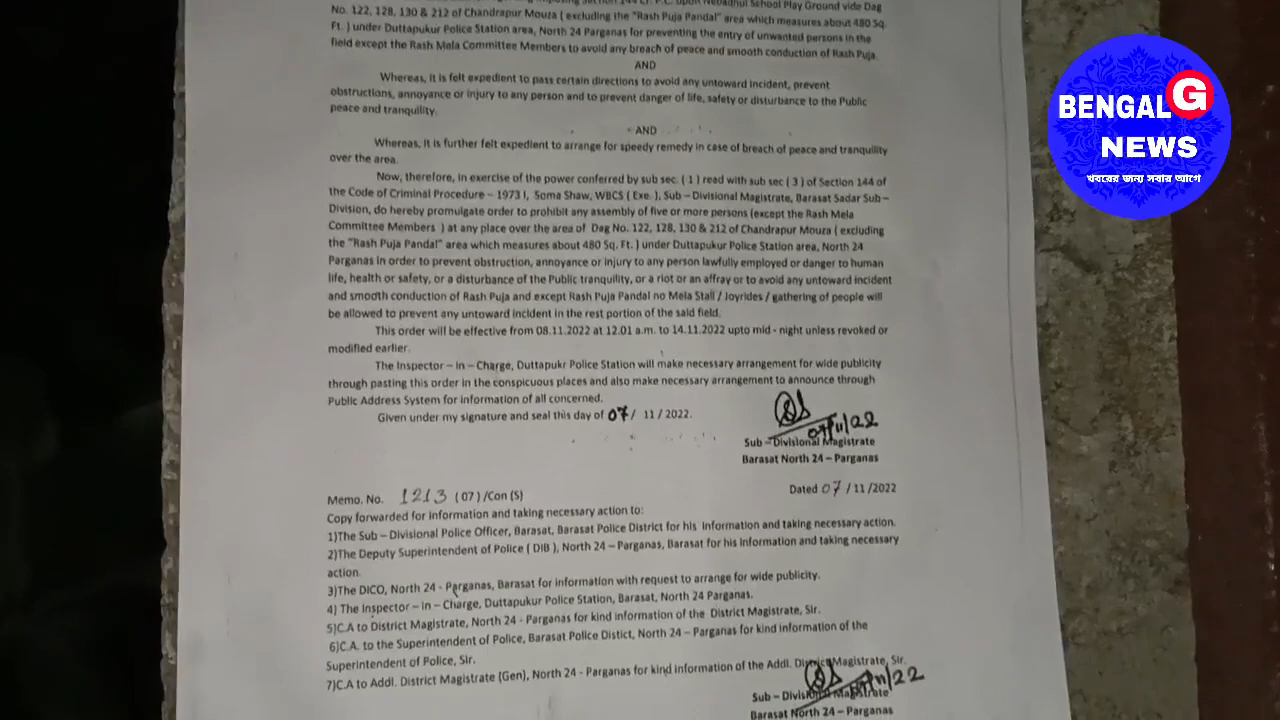 No. 122, 128, 130 & 212 of Chandrapur Mouza ( excluding the "Rash Puja Pandal" area which measures about 480 Sq.
Ft. ) under Duttapukur Police Station area, North 24 Parganas for preventing the entry of unwanted persons in the
field except the Rash Mela Committee Members to avoid any breach of peace and smooth conduction of Rash Puja.
AND
Whereas, it is felt expedient to pass certain directions to avoid any untoward incident, prevent
obstructions, annoyance or injury to any person and to prevent danger of life, safety or disturbance to the Public
peace and tranquility.
AND
Whereas, it is further felt expedient to arrange for speedy remedy in case of breach of peace and tranquility
over the area.
Now, therefore, in exercise of the power conferred by sub sec. ( 1 ) read with sub sec ( 3 ) of Section 144 of
the Code of Criminal Procedure – 1973 I, Soma Shaw, WBCS ( Exe. ), Sub – Divisional Magistrate, Barasat Sadar Sub –
Division, do hereby promulgate order to prohibit any assembly of five or more persons (except the Rash Mela
Committee Members ) at any place over the area of Dag No. 122, 128, 130 & 212 of Chandrapur Mouza ( excluding
the "Rash Puja Pandal" area which measures about 480 Sq. Ft. ) under Duttapukur Police Station area, North 24
Parganas in order to prevent obstruction, annoyance or injury to any person lawfully employed or danger to human
life, health or safety, or a disturbance of the Public tranquility, or a riot or an affray or to avoid any untoward incident
and smooth conduction of Rash Puja and except Rash Puja Pandal no Mela Stall / Joyrides / gathering of people will
be allowed to prevent any untoward incident in the rest portion of the said field.
This order will be effective from 08.11.2022 at 12.01 a.m. to 14.11.2022 upto mid - night unless revoked or
modified earlier.
The Inspector – in – Charge, Duttapukr Police Station will make necessary arrangement for wide publicity
through pasting this order in the conspicuous places and also make necessary arrangement to announce through
Public Address System for information of all concerned.
Given under my signature and seal this day of 07/ 11 / 2022.
07/11/22
Sub – Divisional Magistrate
Barasat North 24 – Parganas
Memo. No. 1213 ( 07 ) /Con (S)
Dated 07 / 11 /2022
Copy forwarded for information and taking necessary action to:
1)The Sub – Divisional Police Officer, Barasat, Barasat Police District for his information and taking necessary action.
2)The Deputy Superintendent of Police ( DIB ), North 24 – Parganas, Barasat for his information and taking necessary
action.
3)The DICO, North 24 - Parganas, Barasat for information with request to arrange for wide publicity.
4) The Inspector – in – Charge, Duttapukur Police Station, Barasat, North 24 Parganas.
5)C.A to District Magistrate, North 24 - Parganas for kind information of the District Magistrate, Sir.
6)C.A. to the Superintendent of Police, Barasat Police Distict, North 24 – Parganas for kind information of the
Superintendent of Police, Sir.
7)C.A to Addl. District Magistrate (Gen), North 24 - Parganas for kind information of the Addl. District Magistrate, Sir.
Sub – Divisional Magistrate
Barasat North 24 – Parganas
BENGAL G
NEWS
খবরের জন্য সবার আগে